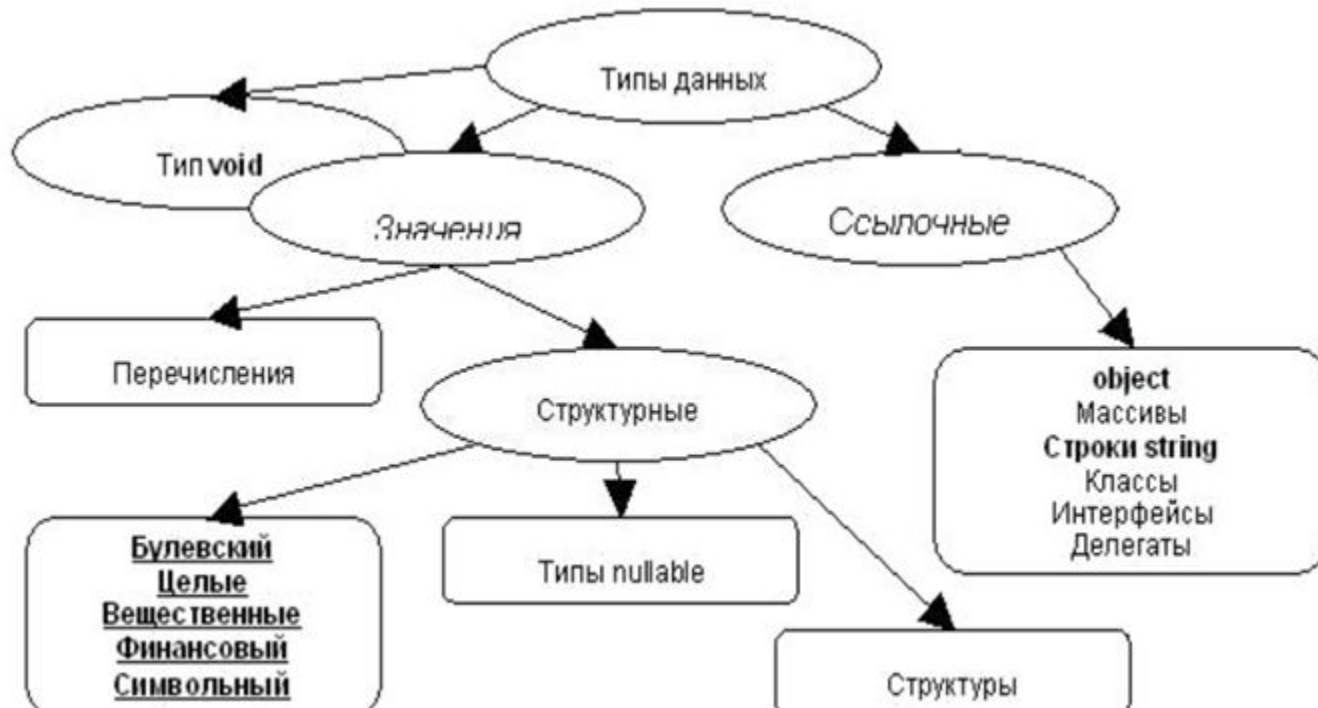 Типы данных
Тип void
Значения
Ссылочные
Перечисления
Структурные
object
Массивы
Строки string
Классы
Интерфейсы
Делегаты
Булевский
Целые
Вещественные
Финансовый
Символьный
Типы nullable
Структуры